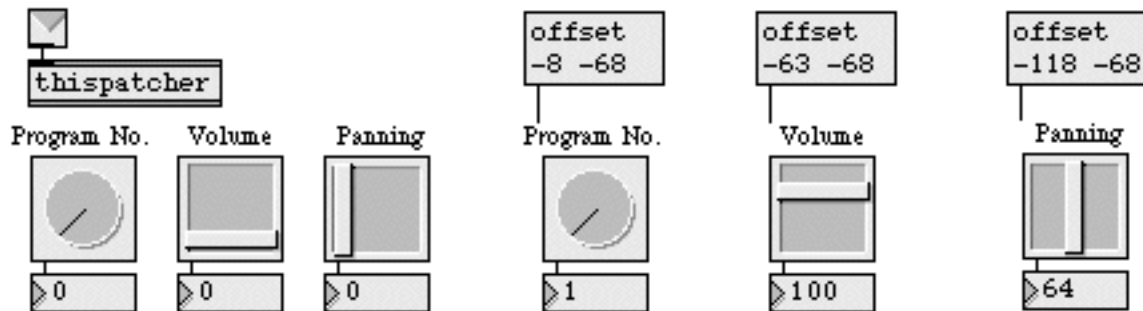 offset
-8 -68
offset
-63 -68
offset
-118 -68
thispatcher
Program No.
Volume
Panning
Program No.
Volume
Panning
0
0
0
1
100
64